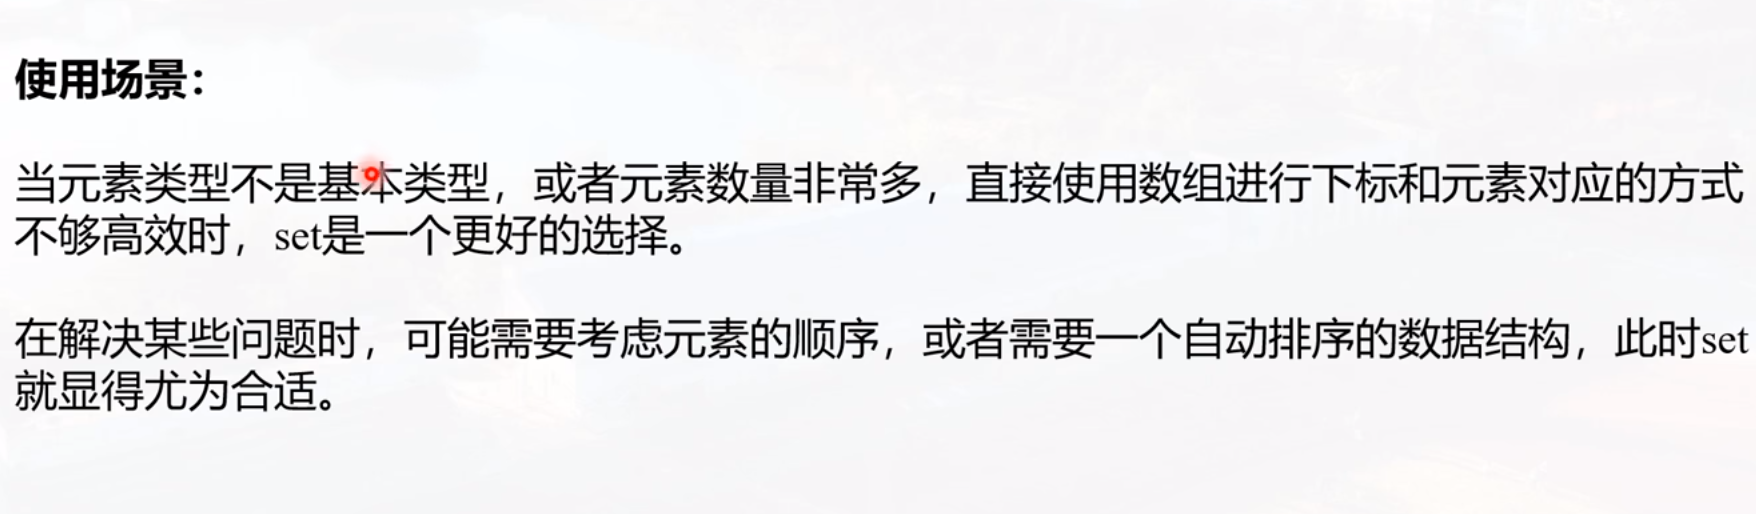 使用场景：
当元素类型不是基本类型，或者元素数量非常多，直接使用数组进行下标和元素对应的方式
不够高效时，set是一个更好的选择。
在解决某些问题时，可能需要考虑元素的顺序，或者需要一个自动排序的数据结构，此时set
就显得尤为合适。